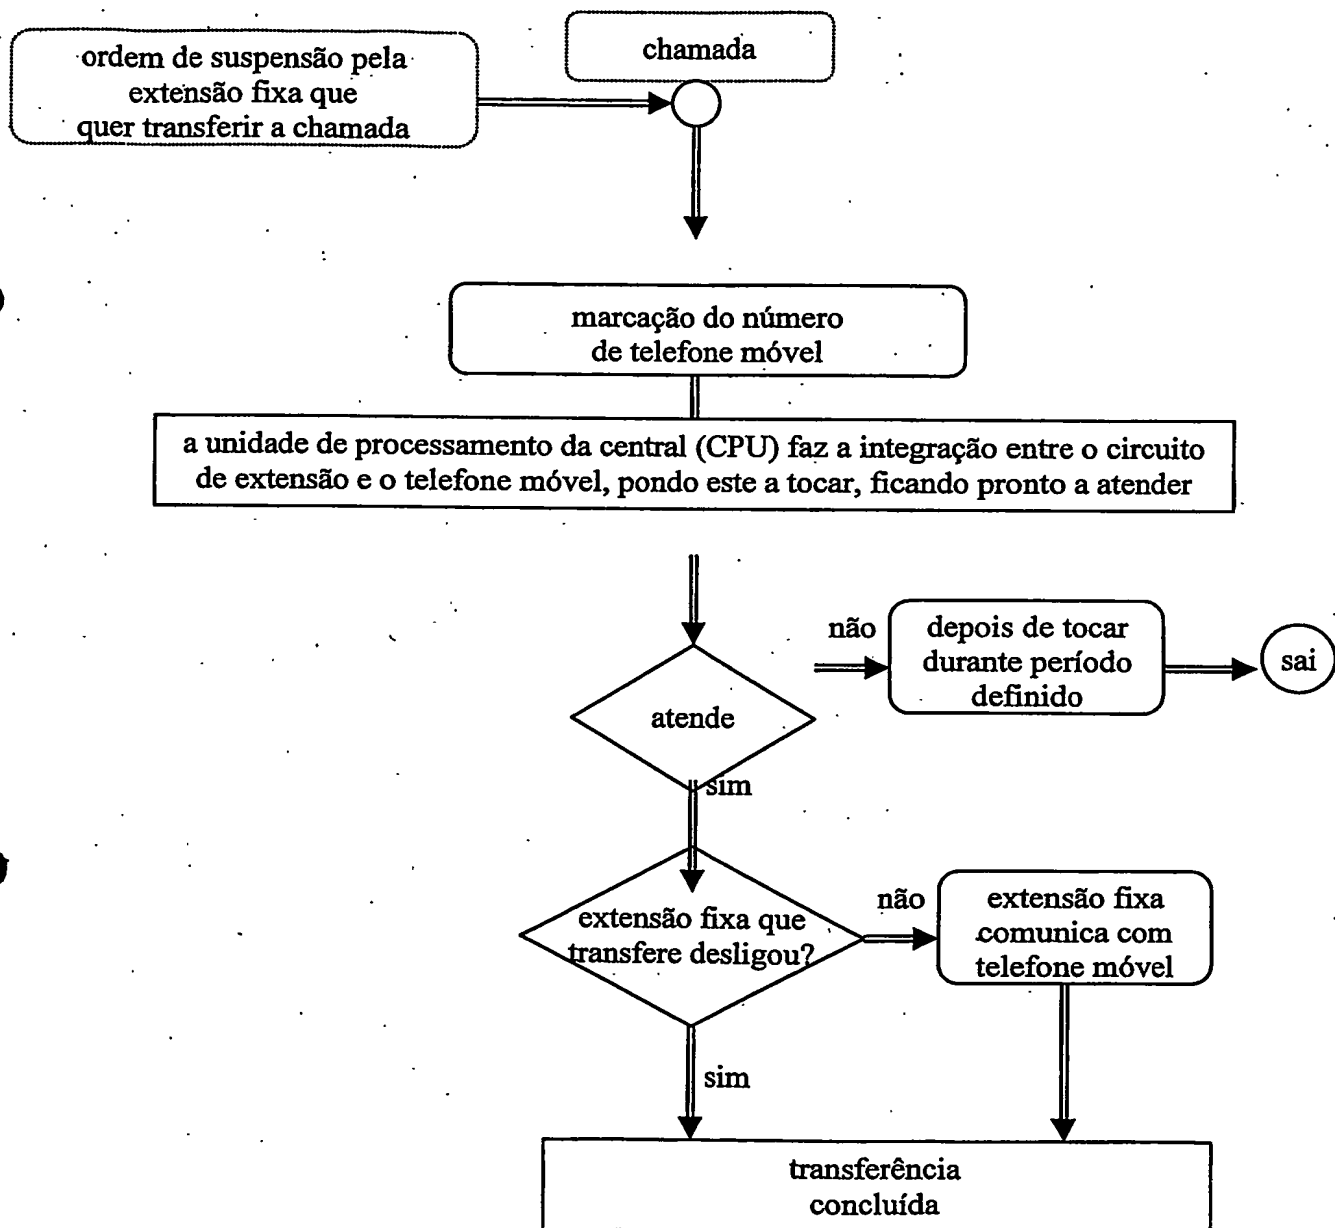 ordem de suspensão pela
extensão fixa que
quer transferir a chamada
chamada
marcação do número
de telefone móvel
a unidade de processamento da central (CPU) faz a integração entre o circuito
de extensão e o telefone móvel, pondo este a tocar, ficando pronto a atender
não
depois de tocar
durante período
definido
sai
atende
sim
extensão fixa que
transfere desligou?
não
extensão fixa
comunica com
telefone móvel
sim
transferência
concluída